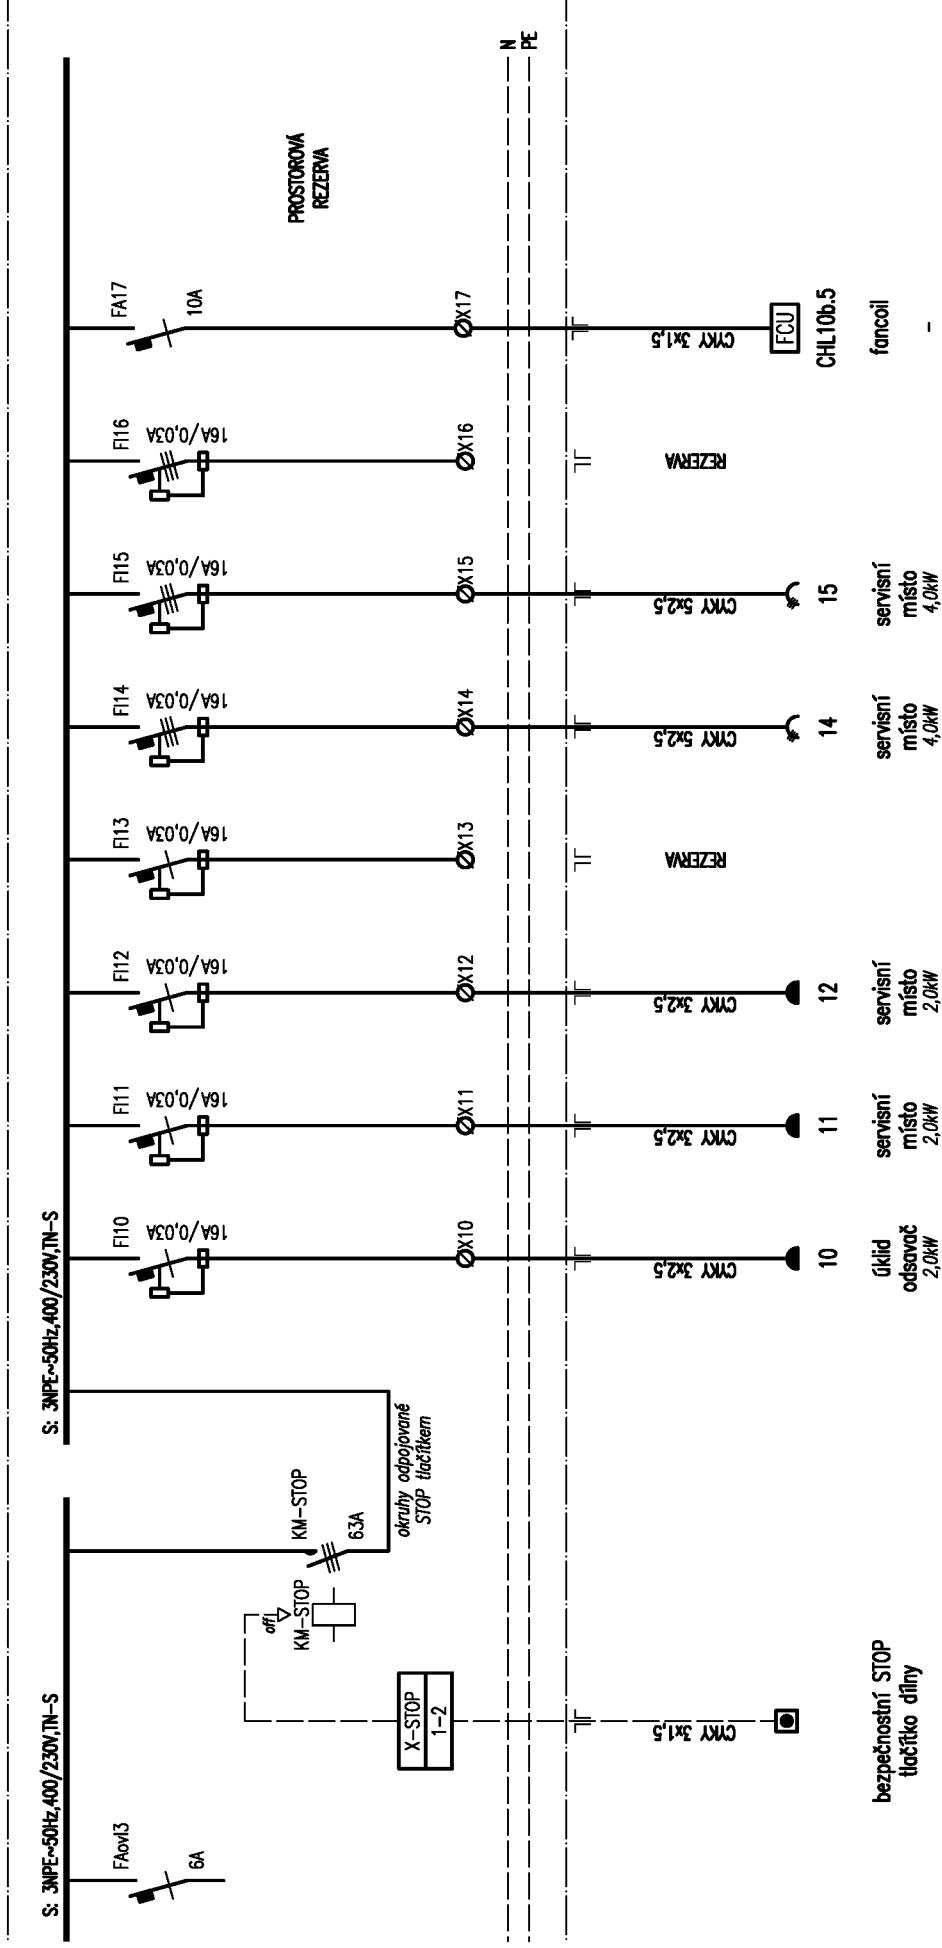 S: 3NPE~50Hz,400/230V,TN-S
FAovl3
6A
X-STOP
1-2
off
KM-STOP
KM-STOP
63A
okruhy odpojované
STOP tlačítkem
CYKY 3x1,5
bezpečnostní STOP
tlačítko dílny
S: 3NPE~50Hz,400/230V,TN-S
FI10
16A/0,03A
X10
CYKY 3x2,5
10
úklid
odsavač
2,0kW
FI11
16A/0,03A
X11
CYKY 3x2,5
11
servisní
místo
2,0kW
FI12
16A/0,03A
X12
CYKY 3x2,5
12
servisní
místo
2,0kW
FI13
16A/0,03A
X13
REZERVA
FI14
16A/0,03A
X14
CYKY 5x2,5
14
servisní
místo
4,0kW
FI15
16A/0,03A
X15
CYKY 5x2,5
15
servisní
místo
4,0kW
FI16
16A/0,03A
X16
REZERVA
FA17
10A
X17
CYKY 3x1,5
FCU
CHL10b.5
fancoil
-
PROSTOROVÁ
REZERVA
N
PE